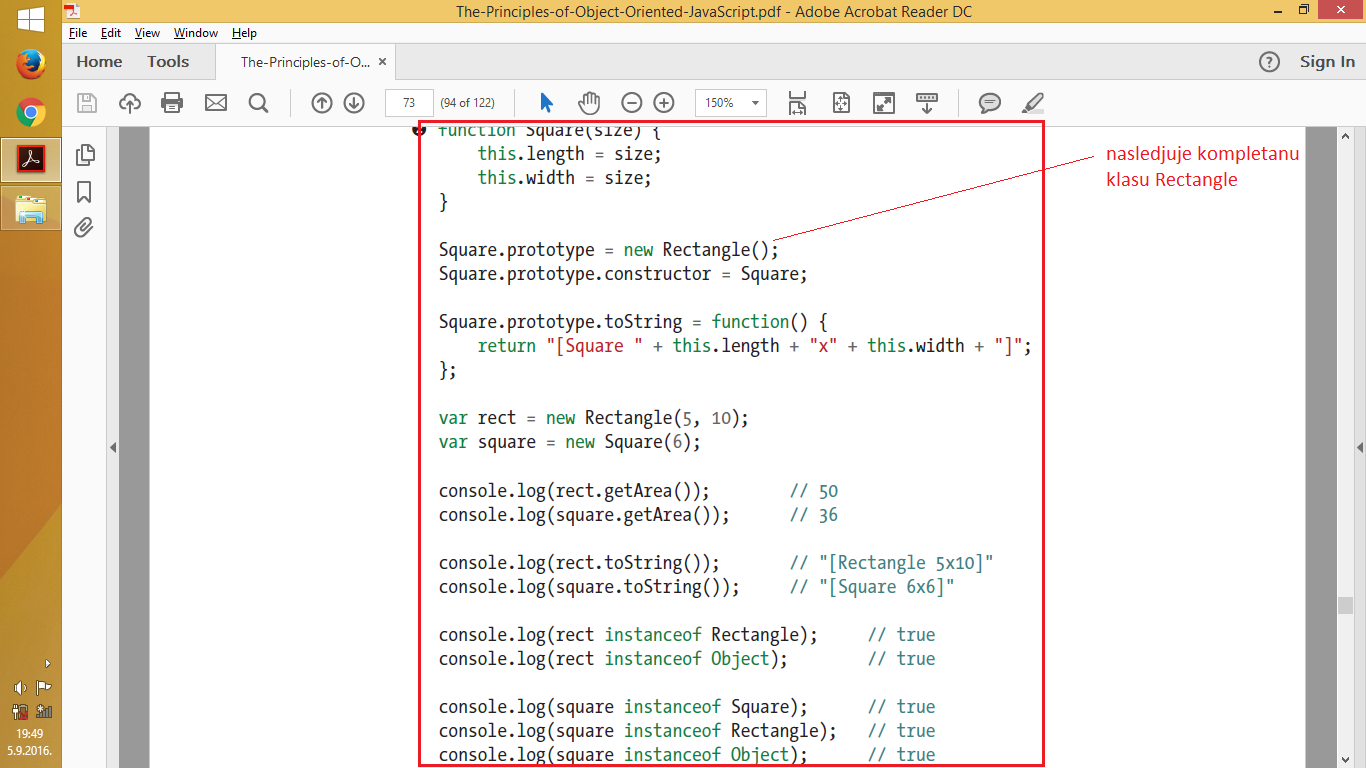 The-Principles-of-Object-Oriented-JavaScript.pdf - Adobe Acrobat Reader DC
File Edit View Window Help
Home Tools The-Principles-of-O... × ? Sign In
73 (94 of 122) 150%
function Square(size) {
    this.length = size;
    this.width = size;
}
Square.prototype = new Rectangle();
Square.prototype.constructor = Square;
Square.prototype.toString = function() {
    return "[Square " + this.length + "x" + this.width + "]";
};
var rect = new Rectangle(5, 10);
var square = new Square(6);
console.log(rect.getArea()); // 50
console.log(square.getArea()); // 36
console.log(rect.toString()); // "[Rectangle 5x10]"
console.log(square.toString()); // "[Square 6x6]"
console.log(rect instanceof Rectangle); // true
console.log(rect instanceof Object); // true
console.log(square instanceof Square); // true
console.log(square instanceof Rectangle); // true
console.log(square instanceof Object); // true
nasledjuje kompletanu
klasu Rectangle
19:49
5.9.2016.